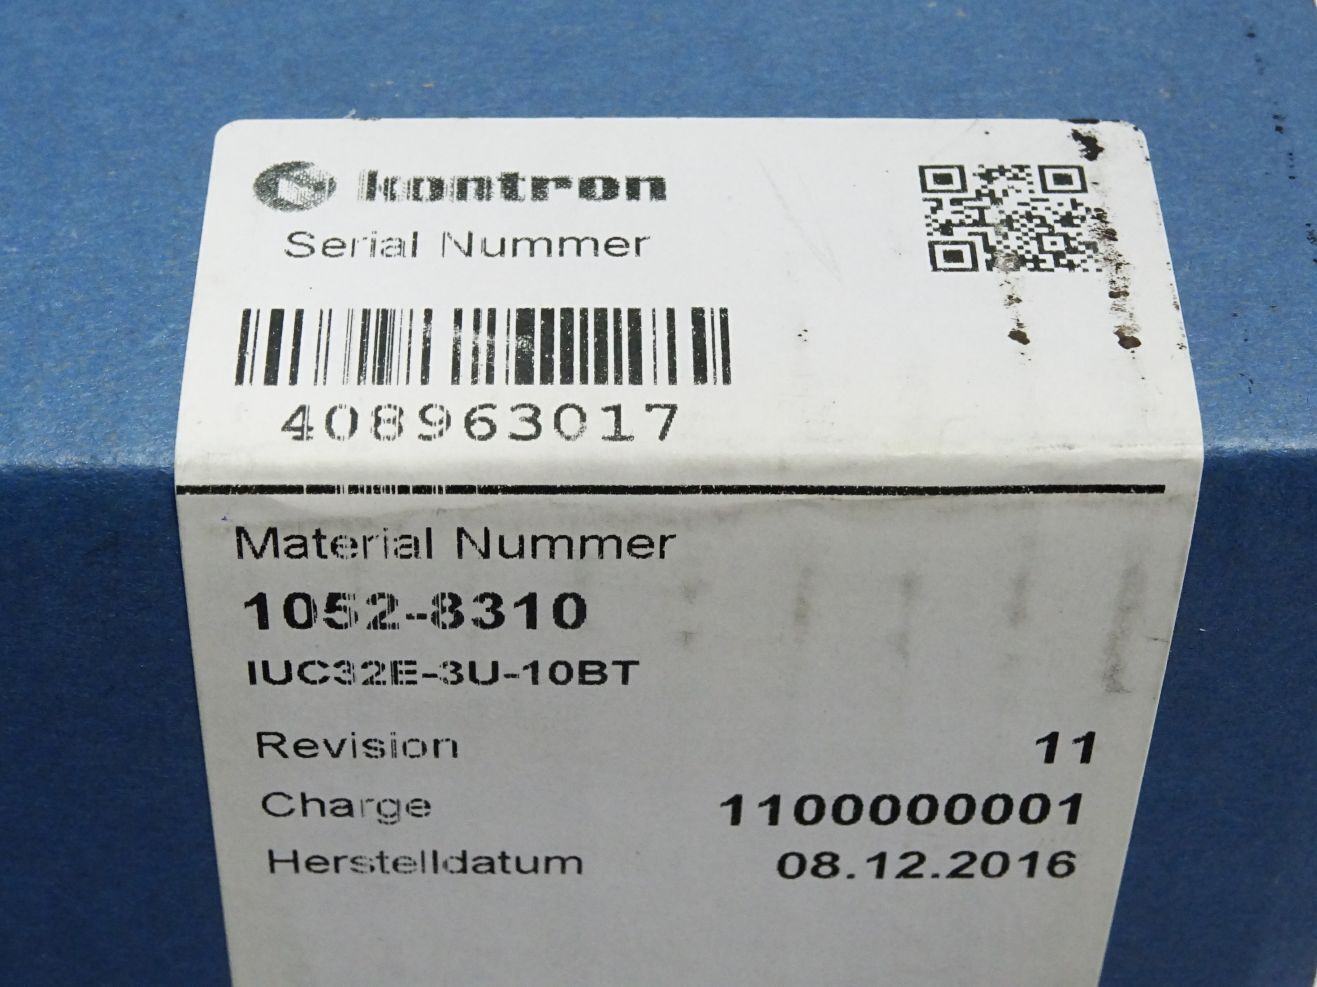 kontron
Serial Nummer
408963017
Material Nummer
1052-8310
IUC32E-3U-10BT
Revision 11
Charge 1100000001
Herstelldatum 08.12.2016